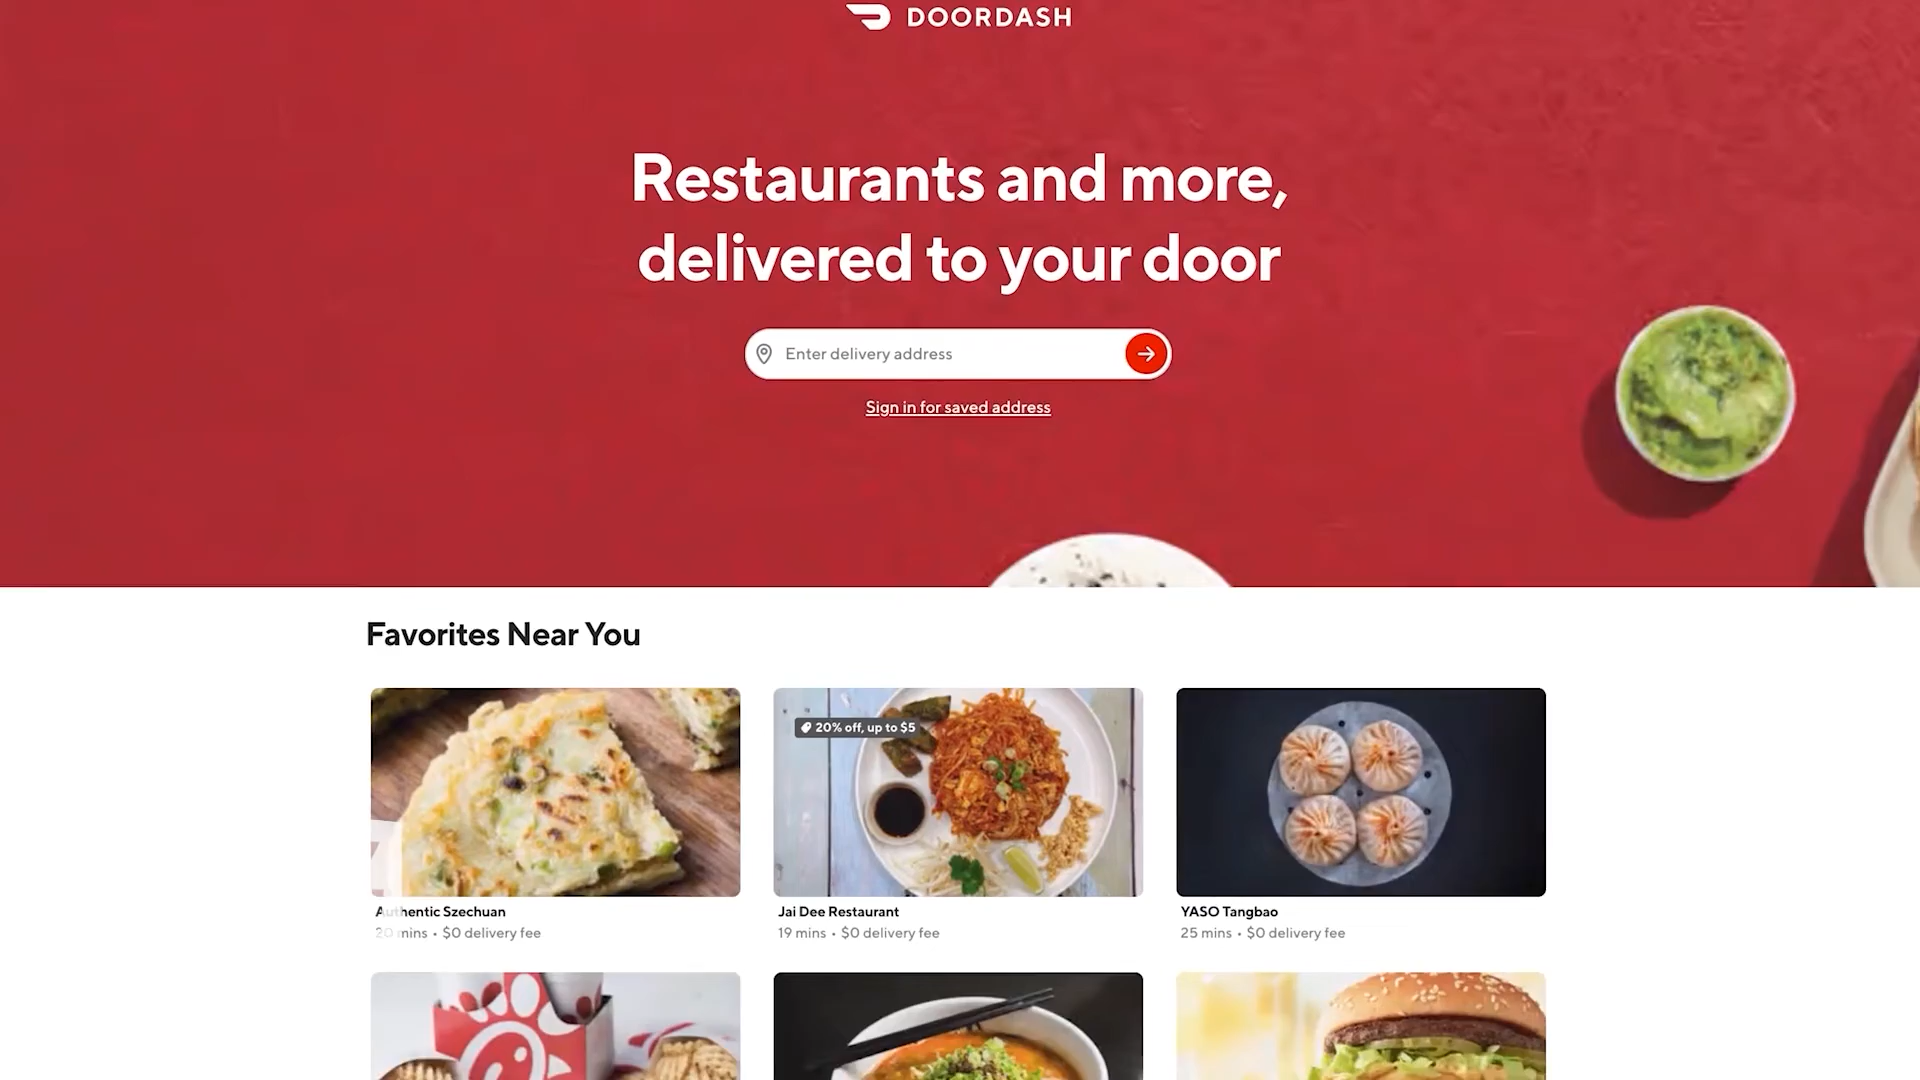 DOORDASH
Restaurants and more,
delivered to your door
Enter delivery address
Sign in for saved address
Favorites Near You
20% off, up to $5
Authentic Szechuan
20 mins • $0 delivery fee
Jai Dee Restaurant
19 mins • $0 delivery fee
YASO Tangbao
25 mins • $0 delivery fee